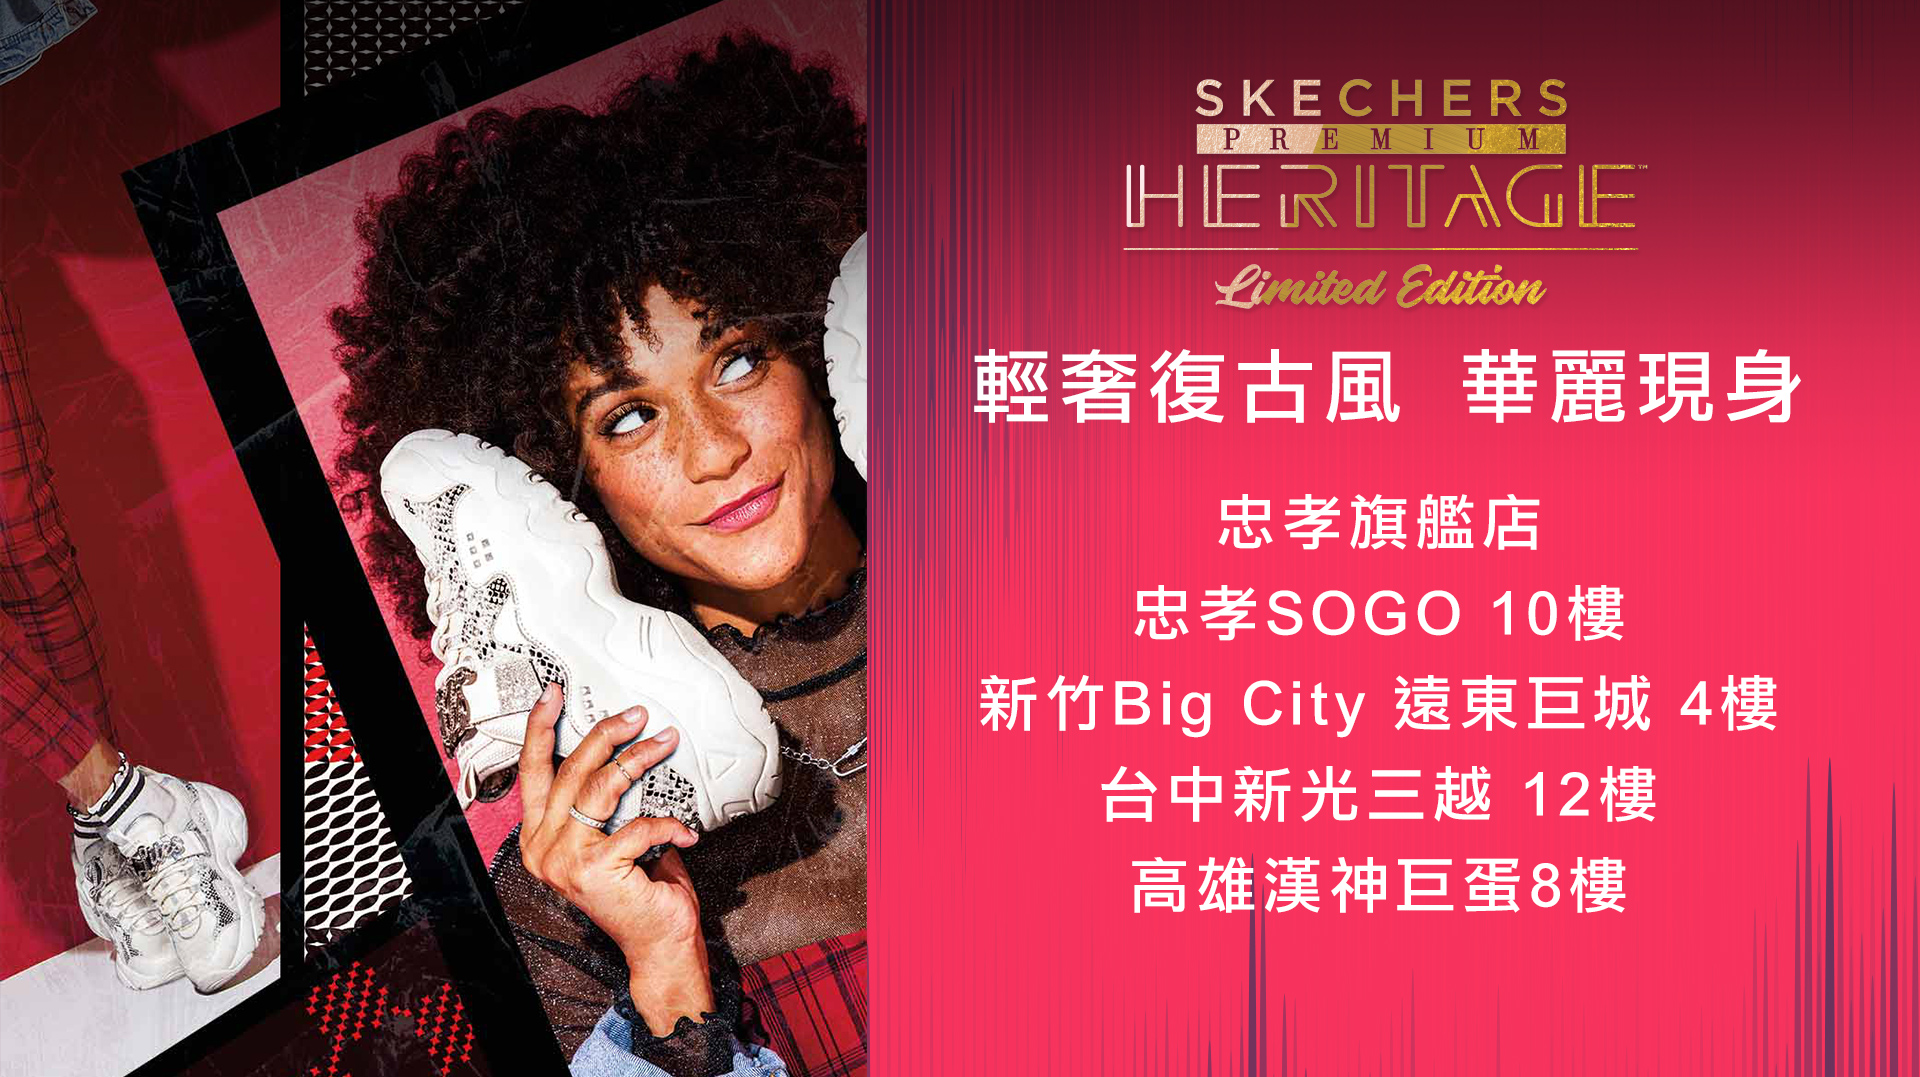 SKECHERS
PREMIUM
HERITAGE™
Limited Edition
輕奢復古風 華麗現身
忠孝旗艦店
忠孝SOGO 10樓
新竹Big City 遠東巨城 4樓
台中新光三越 12樓
高雄漢神巨蛋8樓